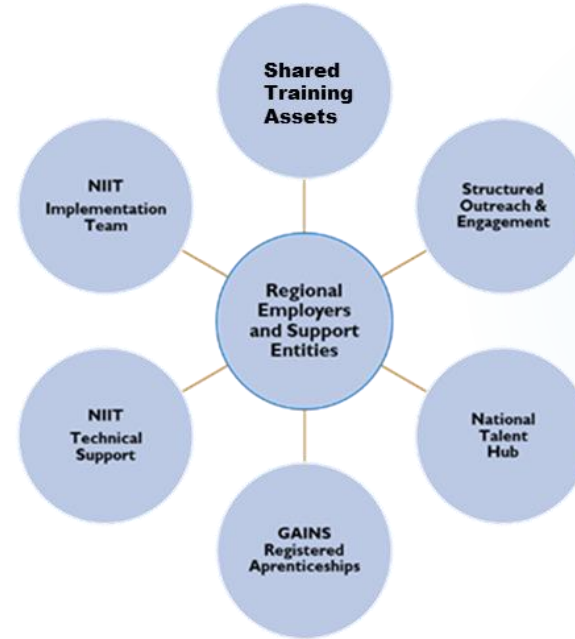 Shared
Training
Assets
NIIT
Implementation
Team
Structured
Outreach &
Engagement
Regional
Employers
and Support
Entities
NIIT
Technical
Support
National
Talent
Hub
GAINS
Registered
Aprenticeships